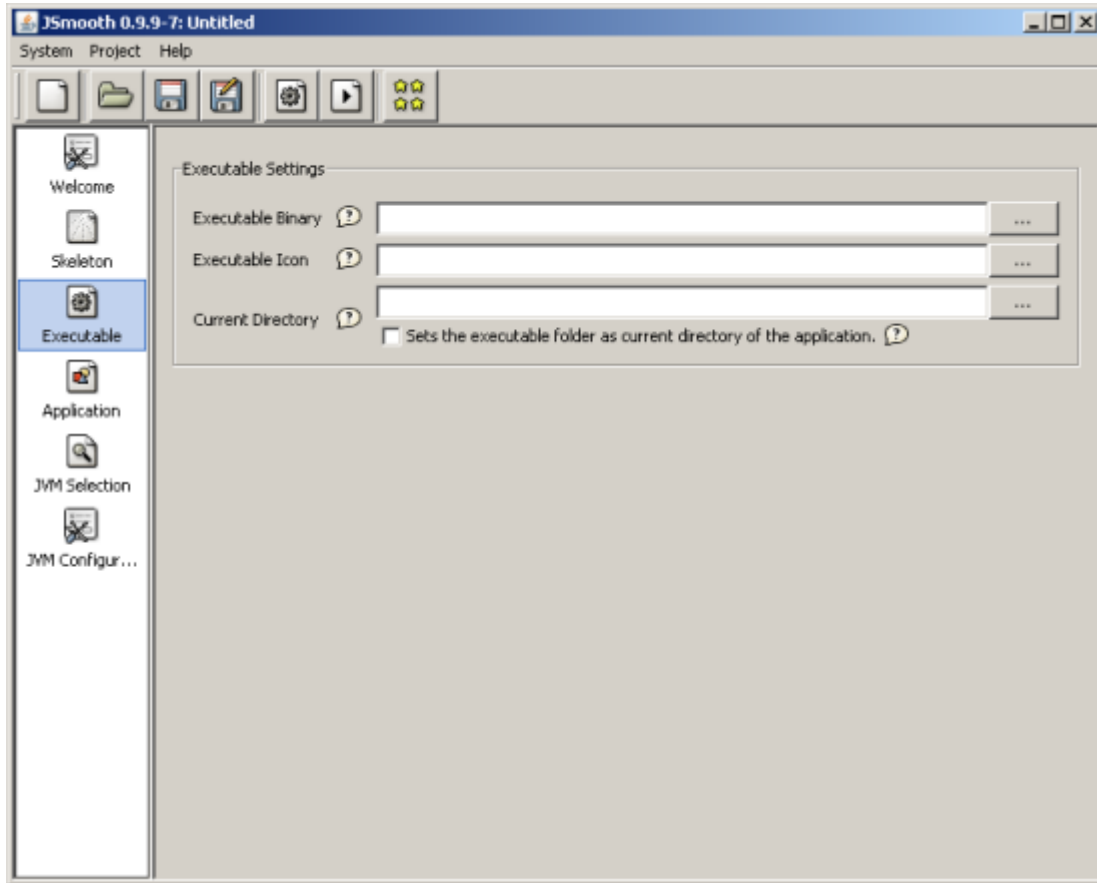 JSmooth 0.9.9-7: Untitled
System Project Help
Welcome
Skeleton
Executable
Application
JVM Selection
JVM Configur...
Executable Settings
Executable Binary ? ...
Executable Icon ? ...
Current Directory ? ...
Sets the executable folder as current directory of the application. ?